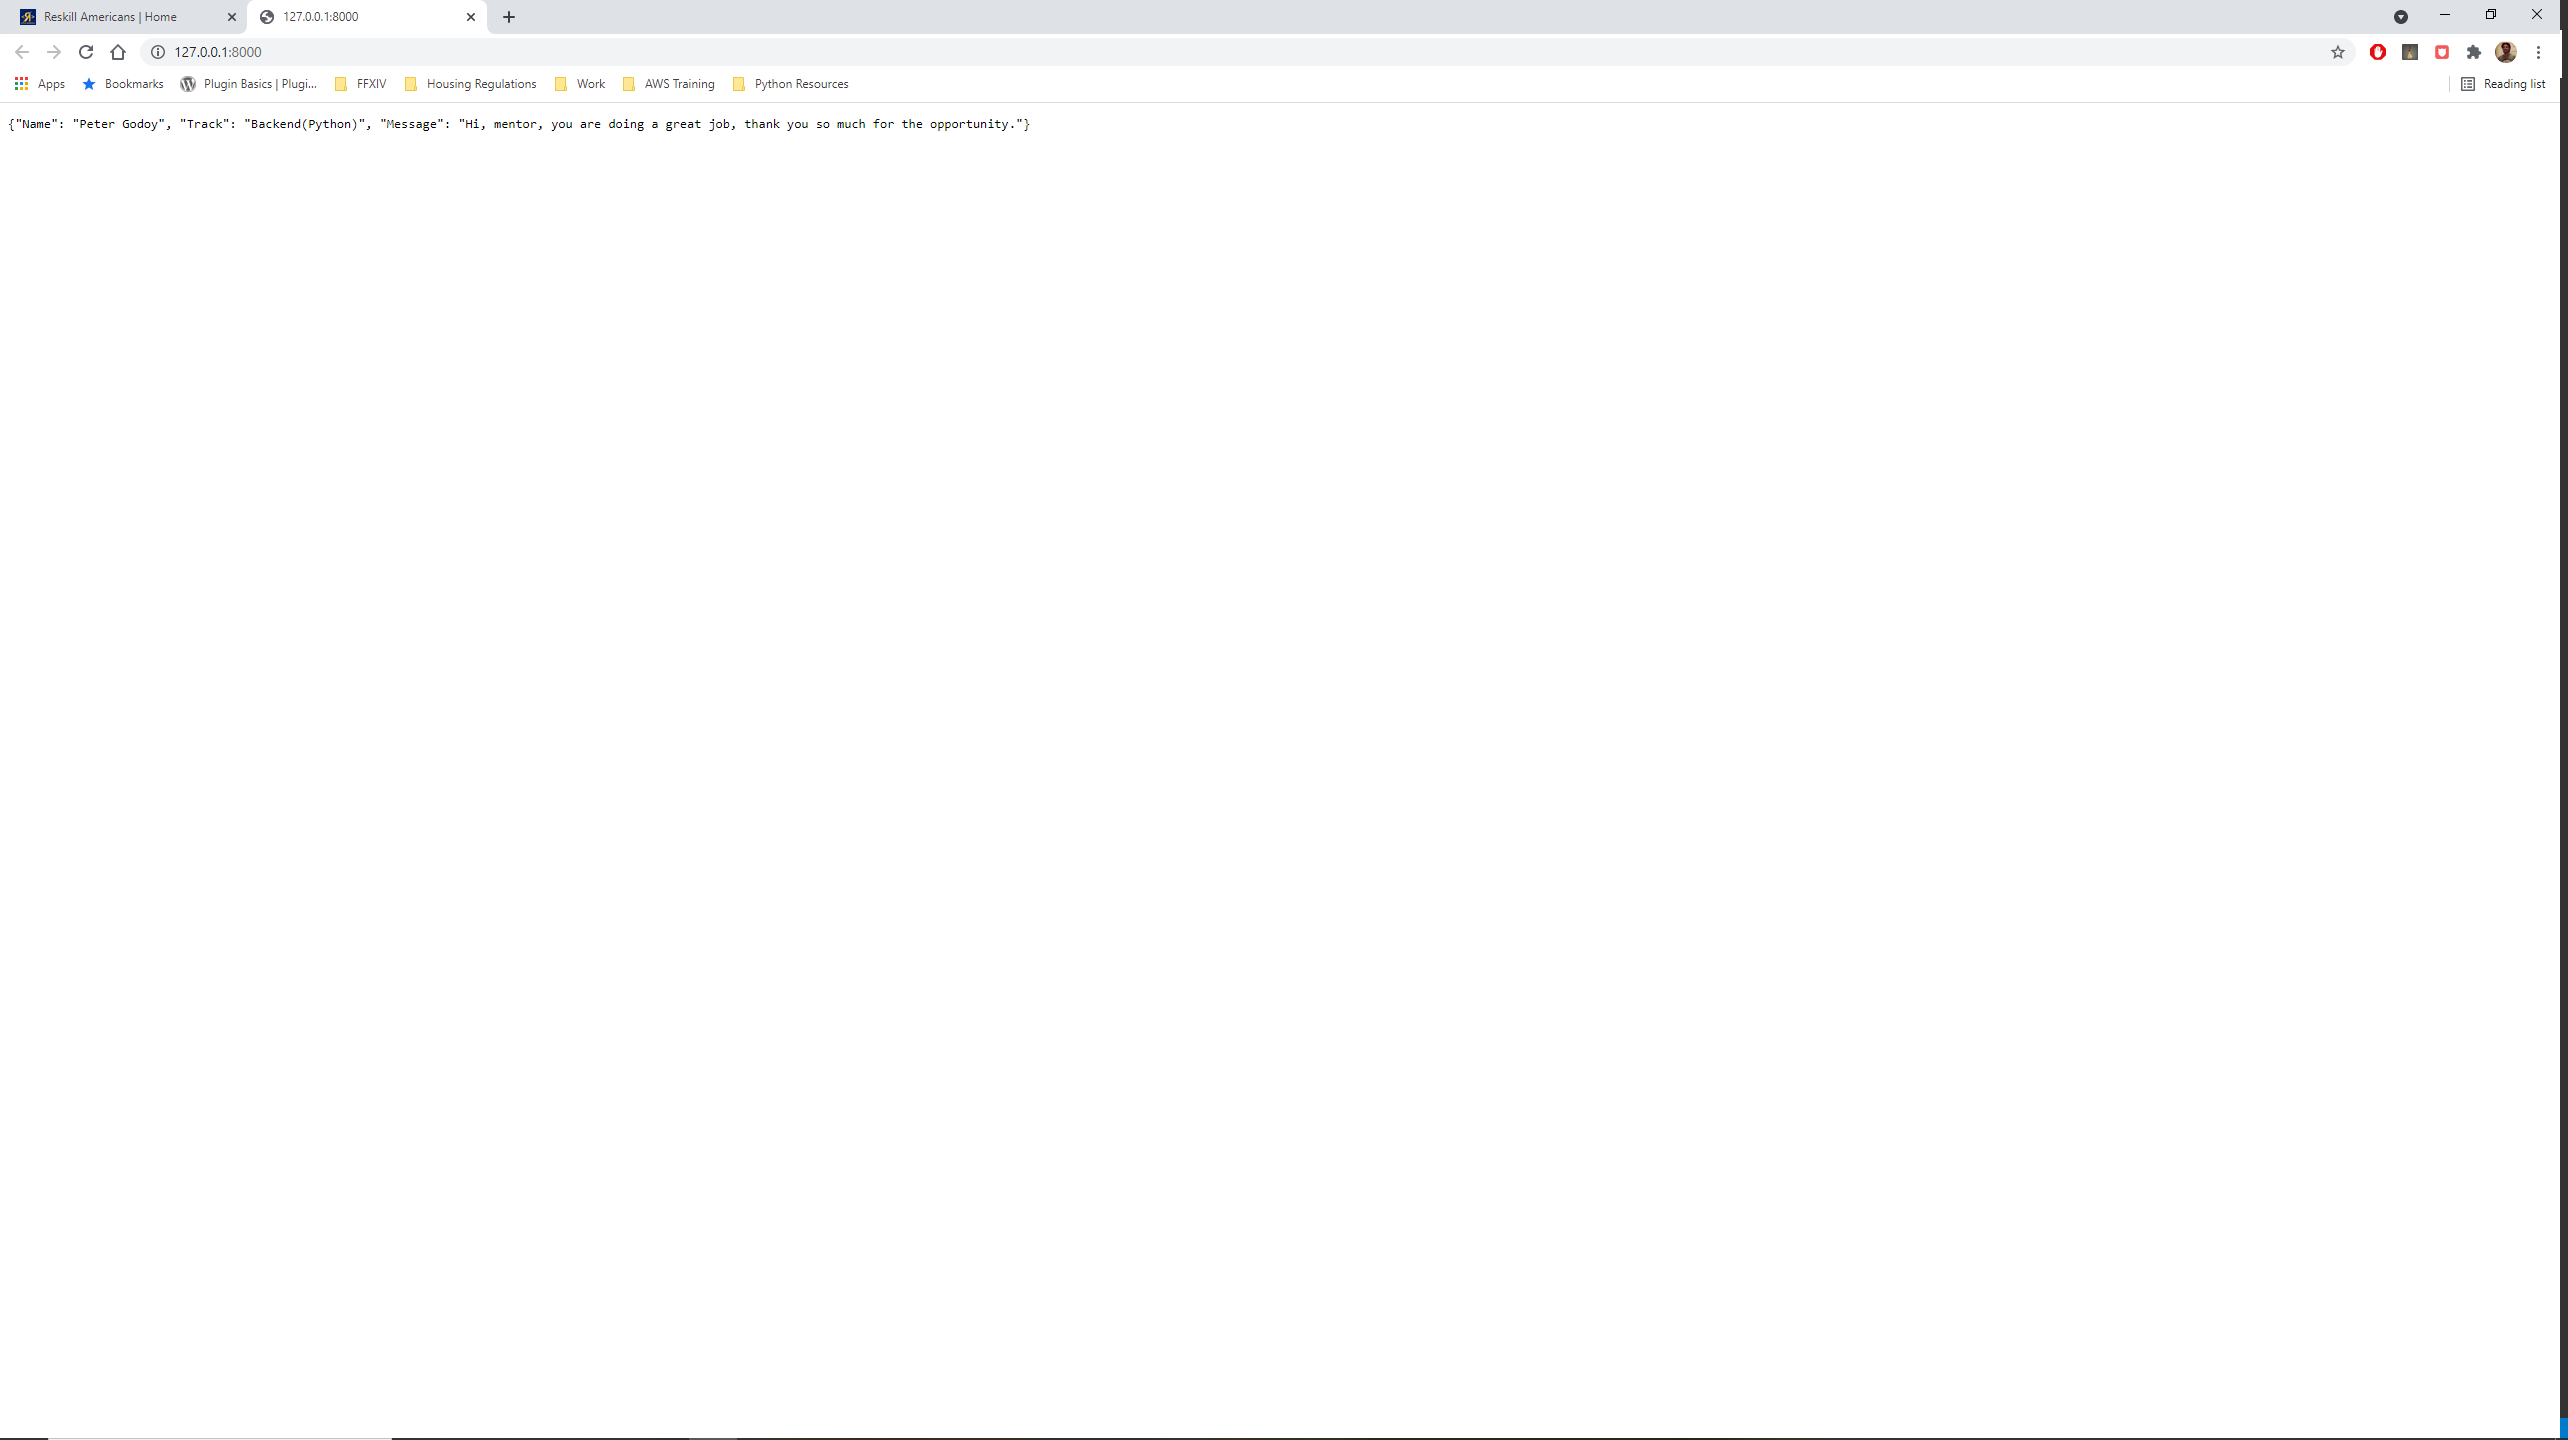 Reskill Americans | Home
127.0.0.1:8000
127.0.0.1:8000
Apps Bookmarks Plugin Basics | Plugi... FFXIV Housing Regulations Work AWS Training Python Resources Reading list
{"Name": "Peter Godoy", "Track": "Backend(Python)", "Message": "Hi, mentor, you are doing a great job, thank you so much for the opportunity."}